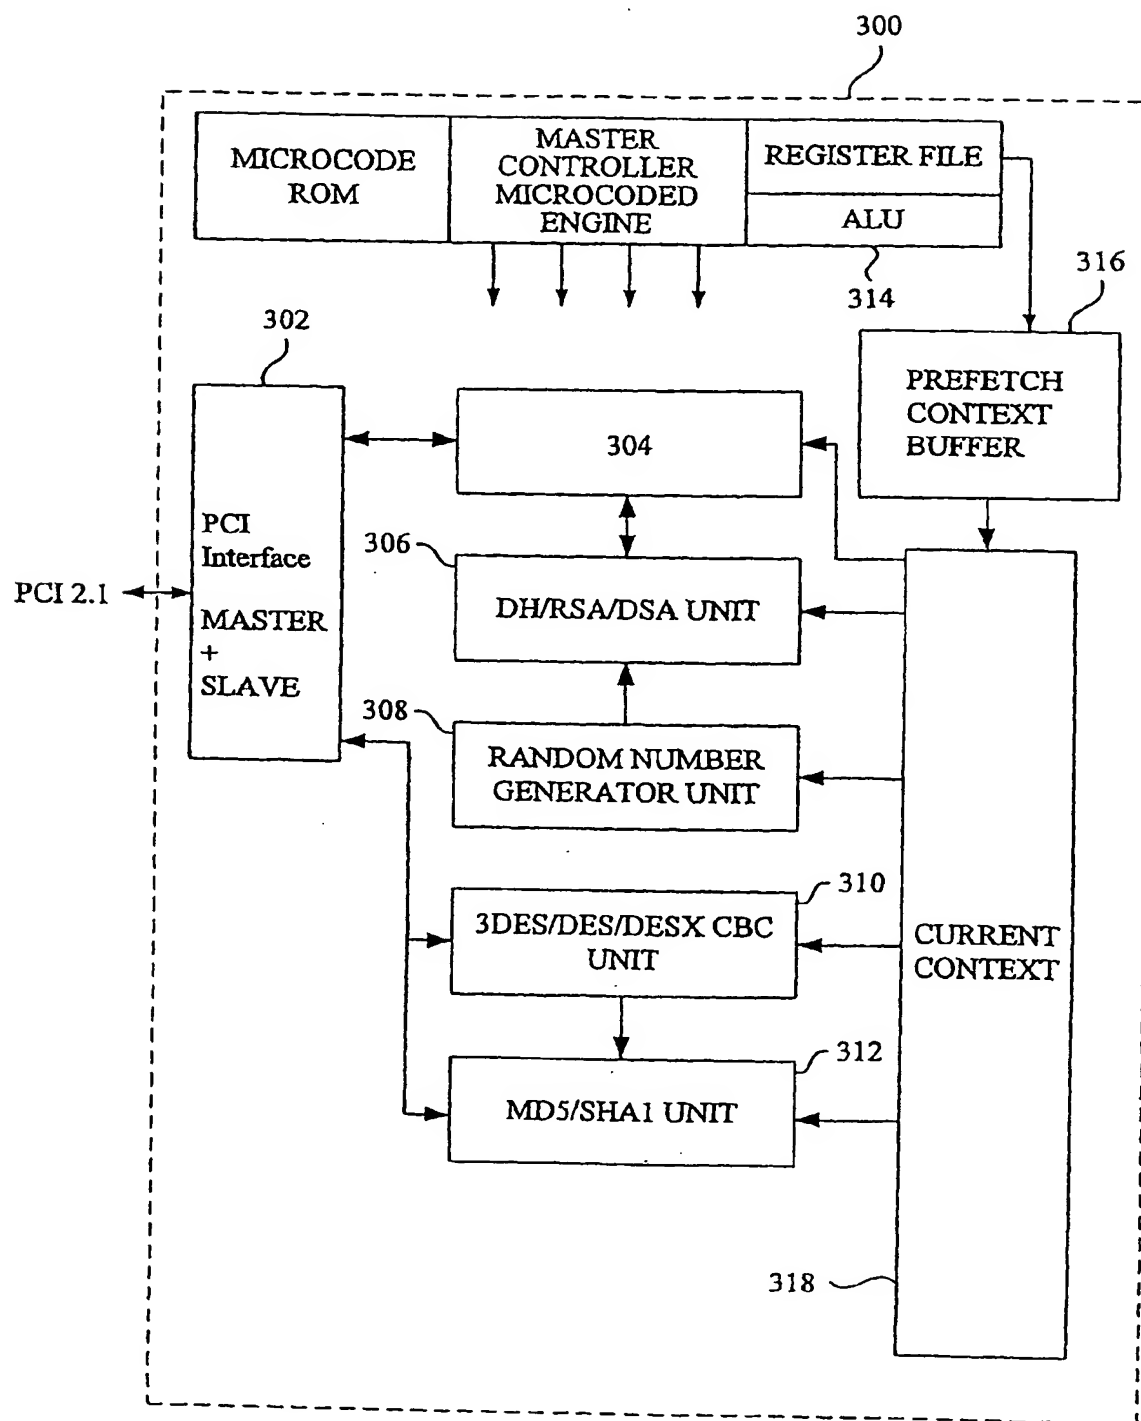 300
MICROCODE
ROM
MASTER
CONTROLLER
MICROCODED
ENGINE
REGISTER FILE
ALU
314
316
302
PREFETCH
CONTEXT
BUFFER
304
PCI
Interface
MASTER
+
SLAVE
306
PCI 2.1
DH/RSA/DSA UNIT
308
RANDOM NUMBER
GENERATOR UNIT
310
3DES/DES/DESX CBC
UNIT
CURRENT
CONTEXT
312
MD5/SHA1 UNIT
318